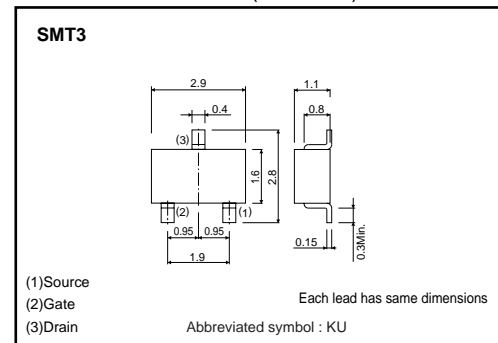 SMT3
2.9
1.1
0.4
0.8
(3)
1.6
2.8
(2)
(1)
0.95
0.95
0.15
0.3Min.
1.9
(1)Source
(2)Gate
(3)Drain
Each lead has same dimensions
Abbreviated symbol : KU